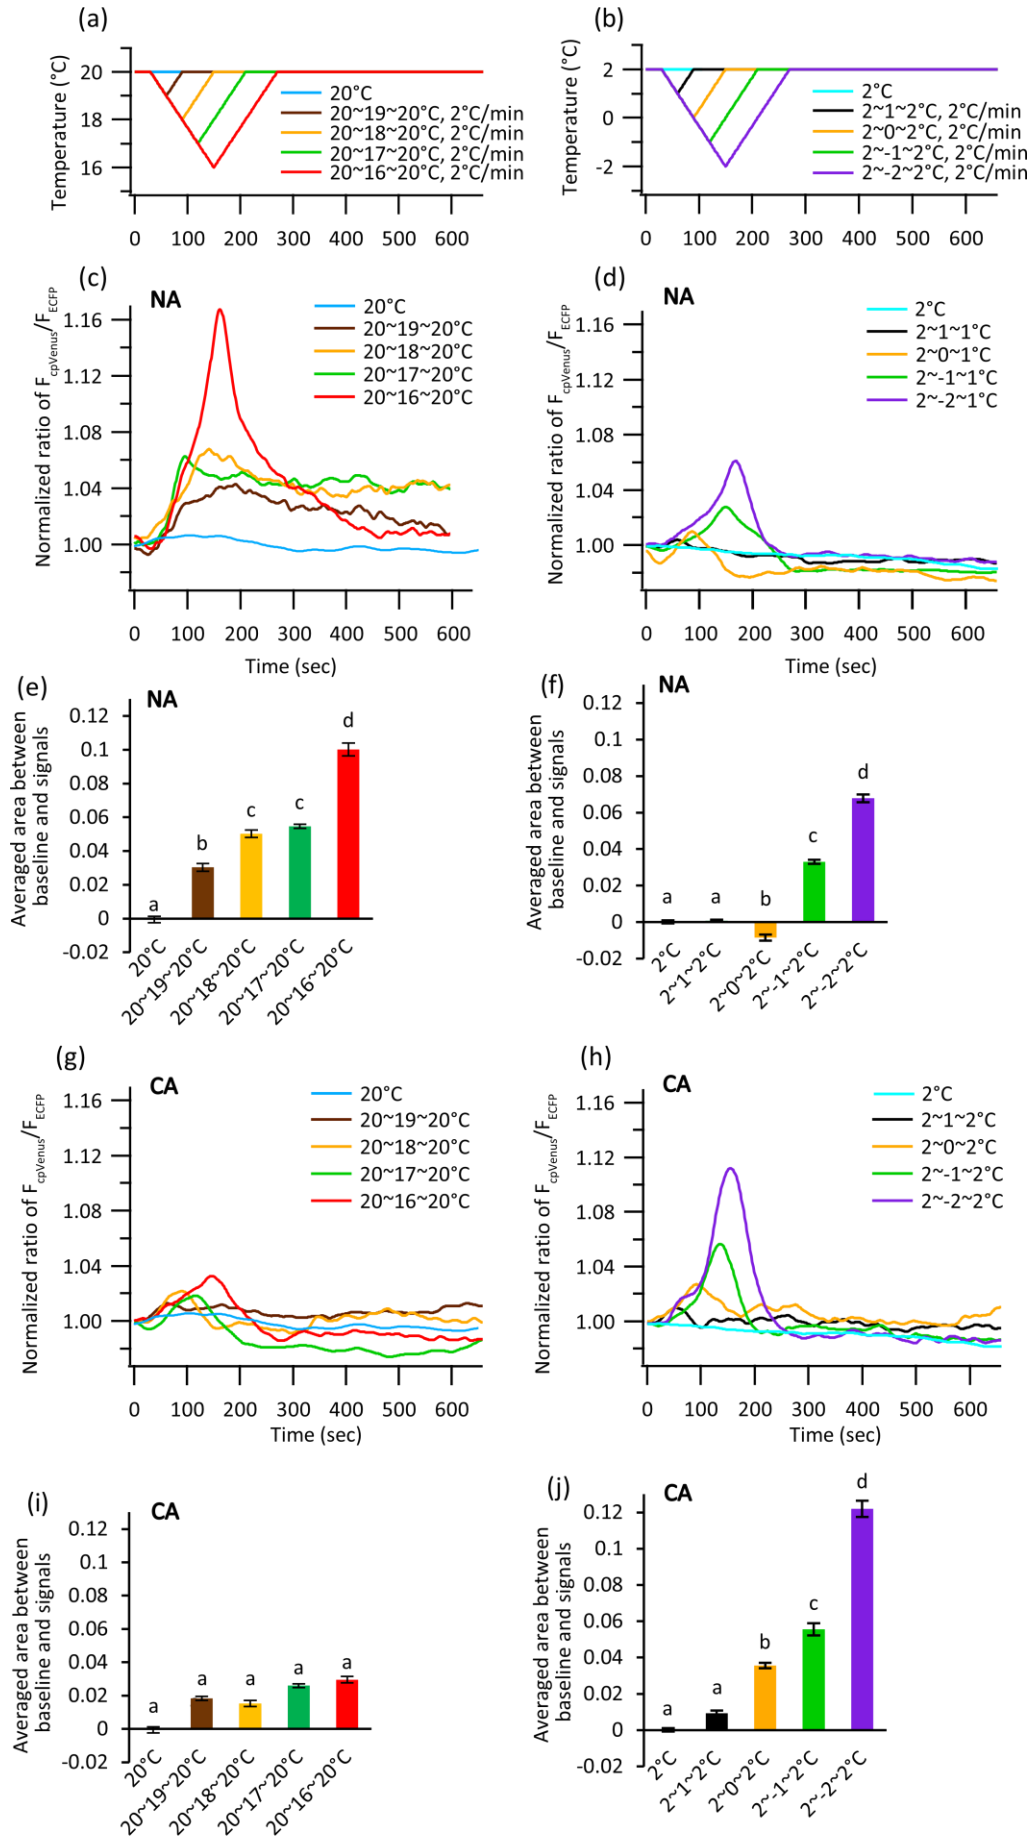 (a)
Temperature (°C)
20
18
16
20°C
20~19~20°C, 2°C/min
20~18~20°C, 2°C/min
20~17~20°C, 2°C/min
20~16~20°C, 2°C/min
0 100 200 300 400 500 600
(b)
Temperature (°C)
2
0
-2
2°C
2~1~2°C, 2°C/min
2~0~2°C, 2°C/min
2~-1~2°C, 2°C/min
2~-2~2°C, 2°C/min
0 100 200 300 400 500 600
(c)
NA
Normalized ratio of FcpVenus/FECFP
1.16
1.12
1.08
1.04
1.00
20°C
20~19~20°C
20~18~20°C
20~17~20°C
20~16~20°C
0 100 200 300 400 500 600
Time (sec)
(d)
NA
Normalized ratio of FcpVenus/FECFP
1.16
1.12
1.08
1.04
1.00
2°C
2~1~1°C
2~0~1°C
2~-1~1°C
2~-2~1°C
0 100 200 300 400 500 600
Time (sec)
(e)
NA
Averaged area between
baseline and signals
0.12
0.1
0.08
0.06
0.04
0.02
0
-0.02
a b c c d
20°C
20~19~20°C
20~18~20°C
20~17~20°C
20~16~20°C
(f)
NA
Averaged area between
baseline and signals
0.12
0.1
0.08
0.06
0.04
0.02
0
-0.02
a a b c d
2°C
2~1~2°C
2~0~2°C
2~-1~2°C
2~-2~2°C
(g)
CA
Normalized ratio of FcpVenus/FECFP
1.16
1.12
1.08
1.04
1.00
20°C
20~19~20°C
20~18~20°C
20~17~20°C
20~16~20°C
0 100 200 300 400 500 600
Time (sec)
(h)
CA
Normalized ratio of FcpVenus/FECFP
1.16
1.12
1.08
1.04
1.00
2°C
2~1~2°C
2~0~2°C
2~-1~2°C
2~-2~2°C
0 100 200 300 400 500 600
Time (sec)
(i)
CA
Averaged area between
baseline and signals
0.12
0.1
0.08
0.06
0.04
0.02
0
-0.02
a a a a a
20°C
20~19~20°C
20~18~20°C
20~17~20°C
20~16~20°C
(j)
CA
Averaged area between
baseline and signals
0.12
0.1
0.08
0.06
0.04
0.02
0
-0.02
a a b c d
2°C
2~1~2°C
2~0~2°C
2~-1~2°C
2~-2~2°C